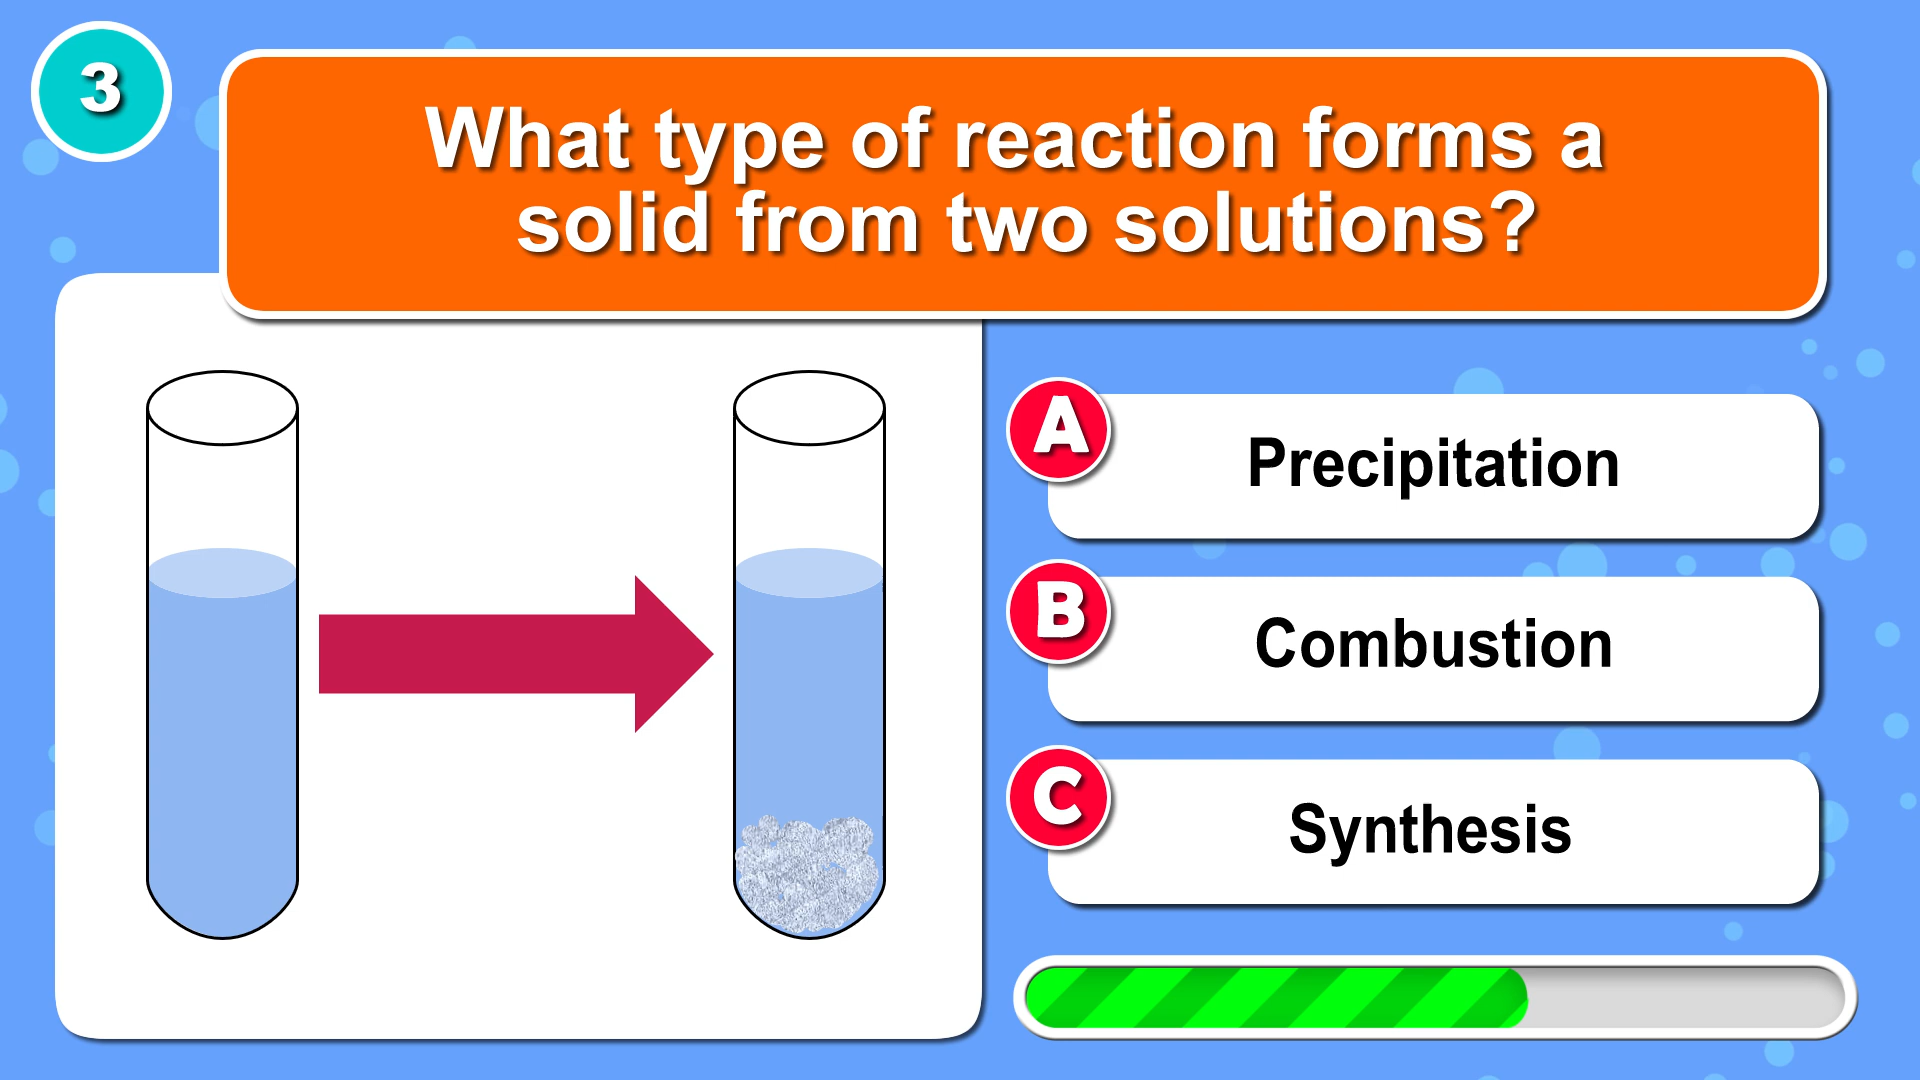 3
What type of reaction forms a
solid from two solutions?
A
Precipitation
B
Combustion
C
Synthesis